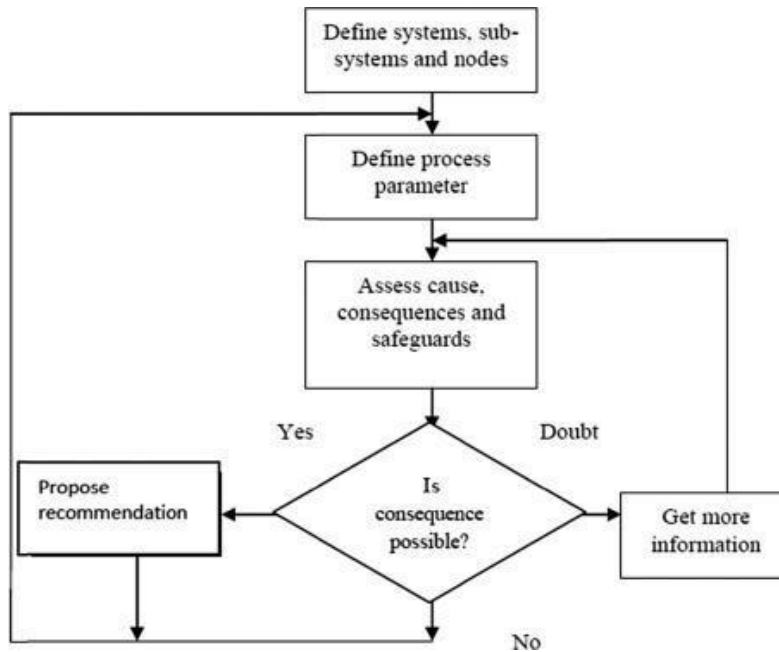 Define systems, sub-
systems and nodes
Define process
parameter
Assess cause,
consequences and
safeguards
Yes
Doubt
Is
consequence
possible?
Propose
recommendation
Get more
information
No